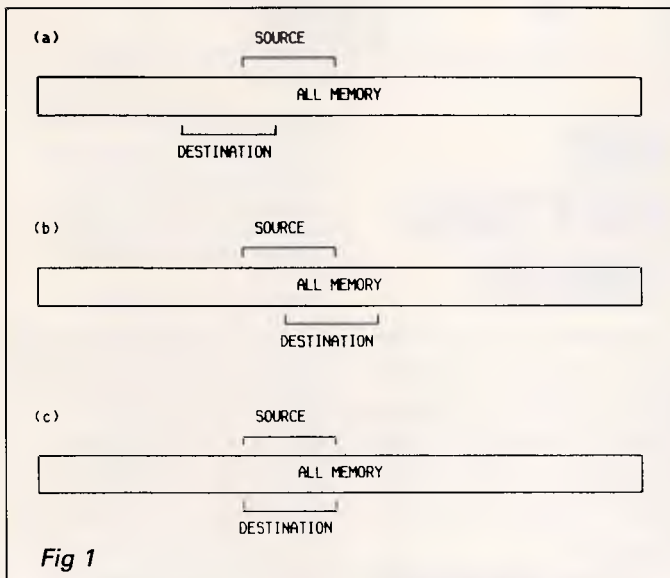 (a)
SOURCE
ALL MEMORY
DESTINATION
(b)
SOURCE
ALL MEMORY
DESTINATION
(c)
SOURCE
ALL MEMORY
DESTINATION
Fig 1